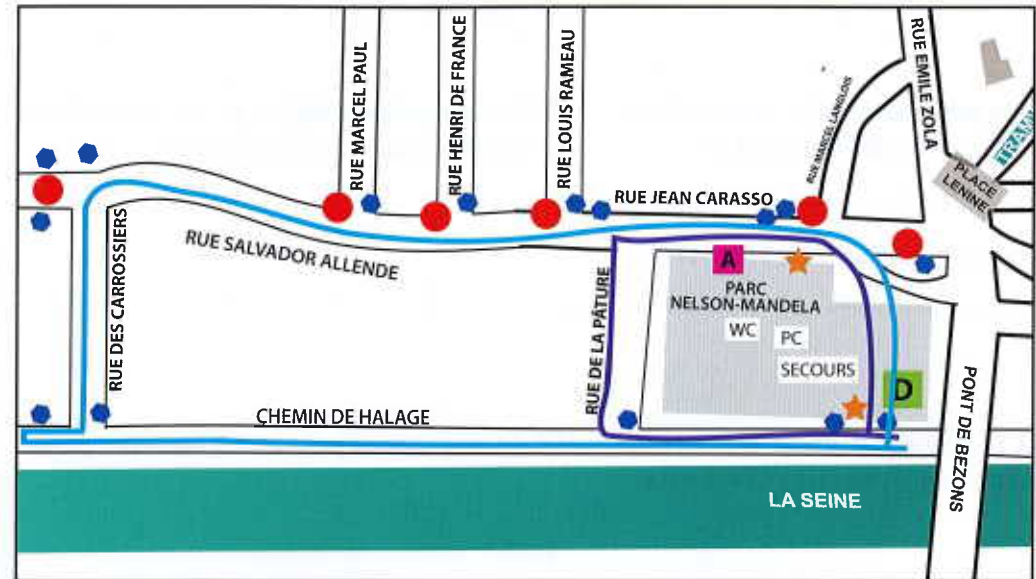 RUE MARCEL PAUL
RUE HENRI DE FRANCE
RUE LOUIS RAMEAU
RUE MARCEL LANGLOIS
RUE EMILE ZOLA
TRAM
PLACE
LENINE
RUE JEAN CARASSO
RUE SALVADOR ALLENDE
RUE DES CARROSSIERS
RUE DE LA PÂTURE
A
PARC
NELSON-MANDELA
WC
PC
SECOURS
D
CHEMIN DE HALAGE
PONT DE BEZONS
LA SEINE